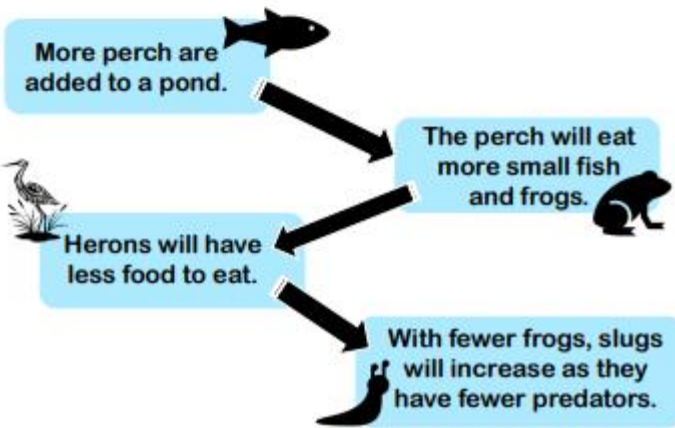 More perch are
added to a pond.
The perch will eat
more small fish
and frogs.
Herons will have
less food to eat.
With fewer frogs, slugs
will increase as they
have fewer predators.